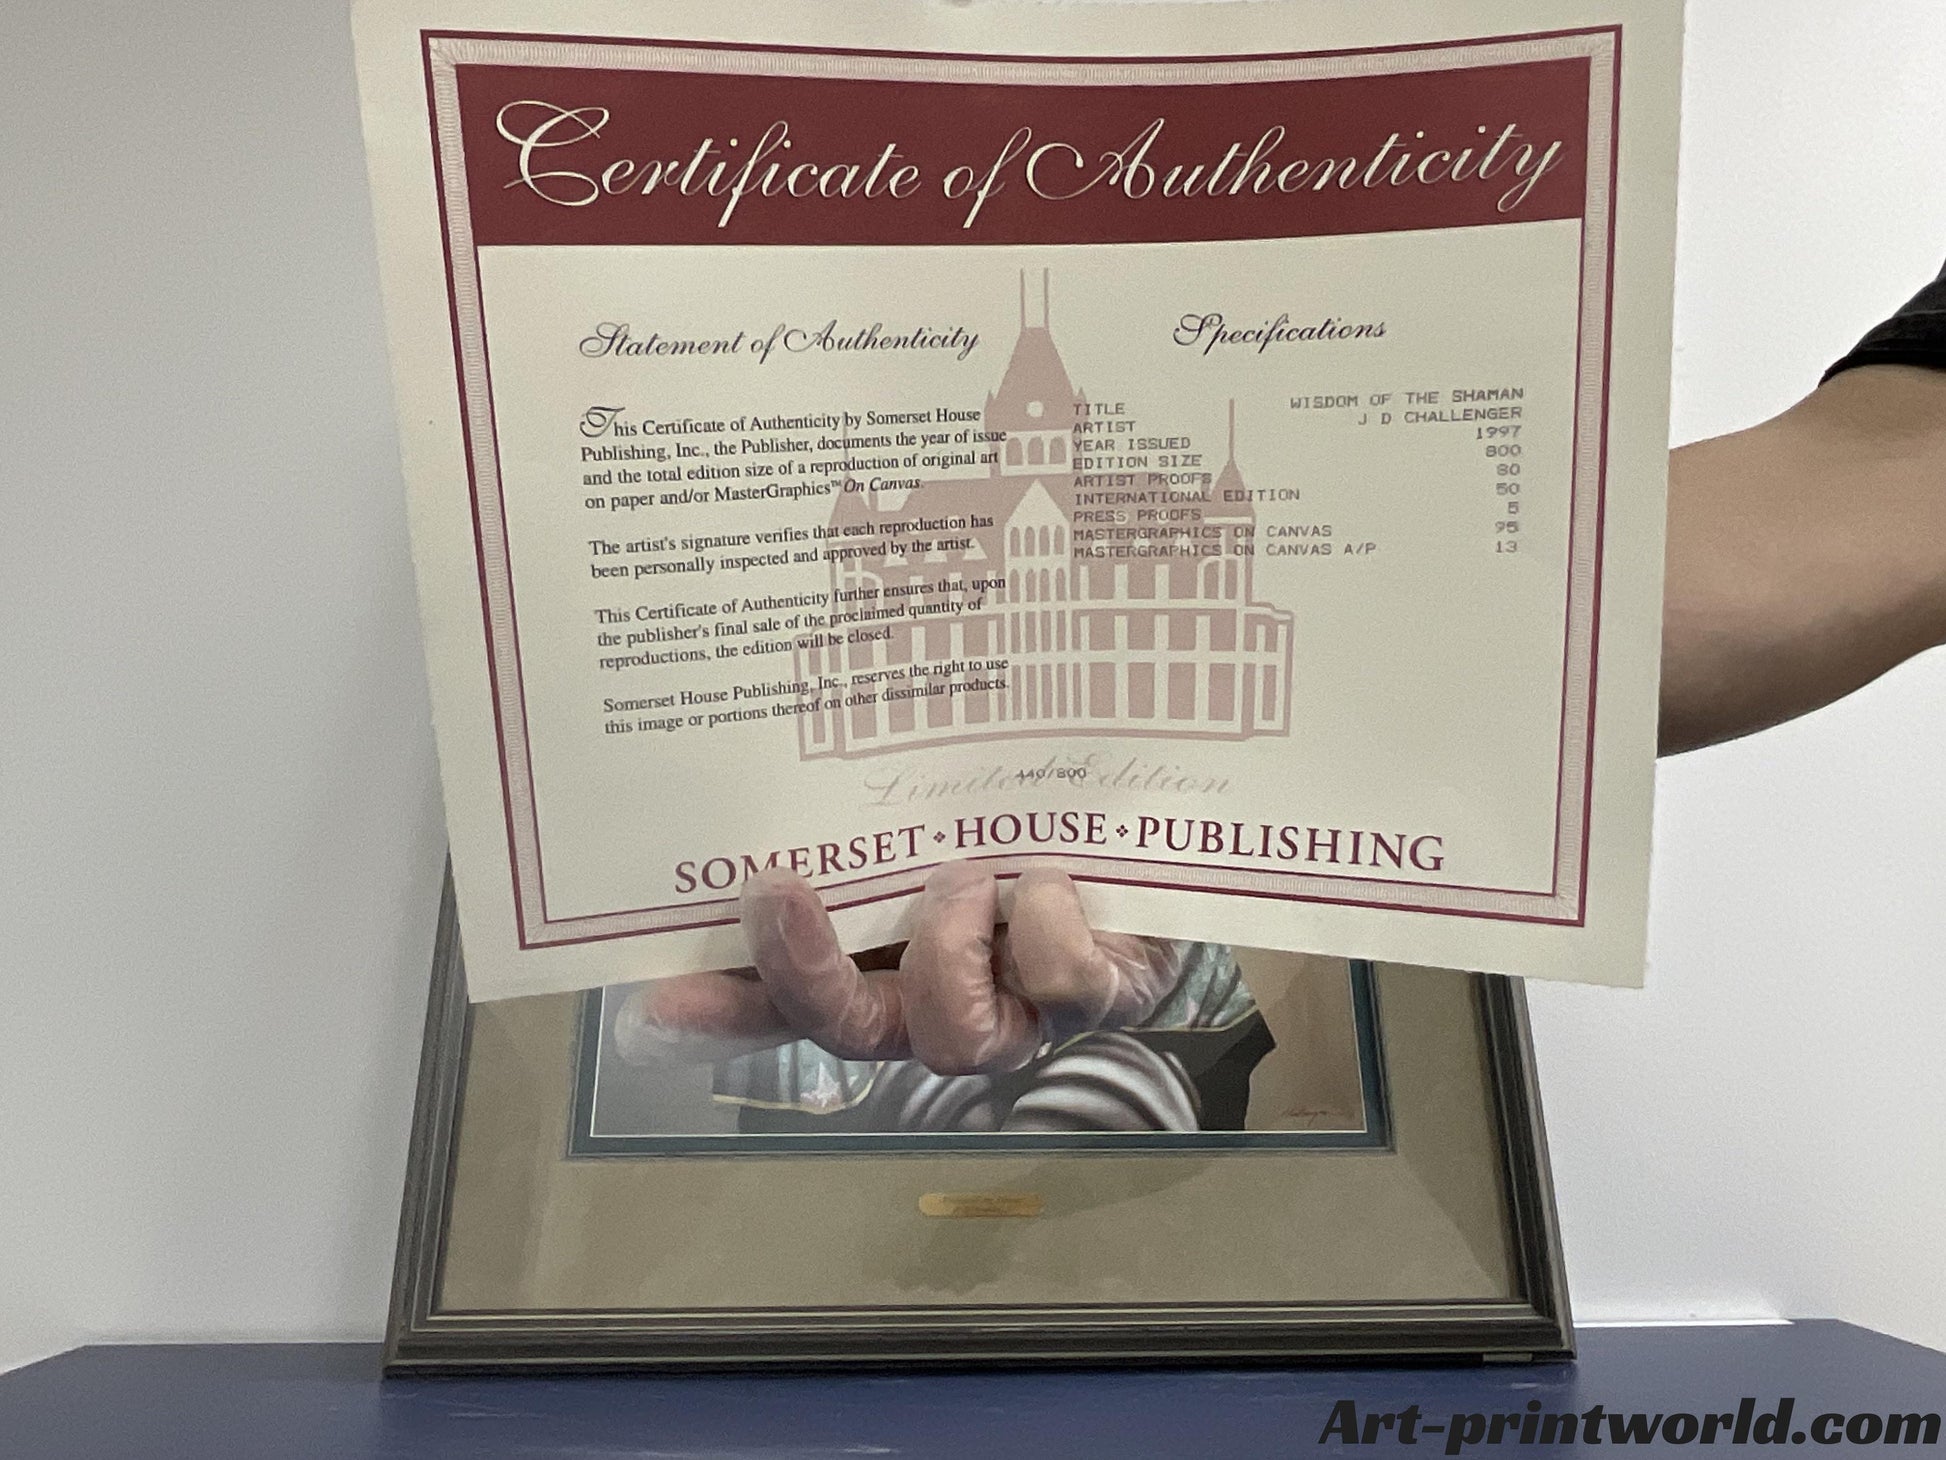 Certificate of Authenticity
Statement of Authenticity
This Certificate of Authenticity by Somerset House
Publishing, Inc., the Publisher, documents the year of issue
and the total edition size of a reproduction of original art
on paper and/or MasterGraphics™ On Canvas.
The artist's signature verifies that each reproduction has
been personally inspected and approved by the artist.
This Certificate of Authenticity further ensures that, upon
the publisher's final sale of the proclaimed quantity of
reproductions, the edition will be closed.
Somerset House Publishing, Inc., reserves the right to use
this image or portions thereof on other dissimilar products.
Specifications
TITLE WISDOM OF THE SHAMAN
ARTIST J D CHALLENGER
YEAR ISSUED 1997
EDITION SIZE 800
ARTIST PROOFS 80
INTERNATIONAL EDITION 50
PRESS PROOFS 5
MASTERGRAPHICS ON CANVAS 95
MASTERGRAPHICS ON CANVAS A/P 13
Limited Edition
440/800
SOMERSET HOUSE PUBLISHING
Art-printworld.com